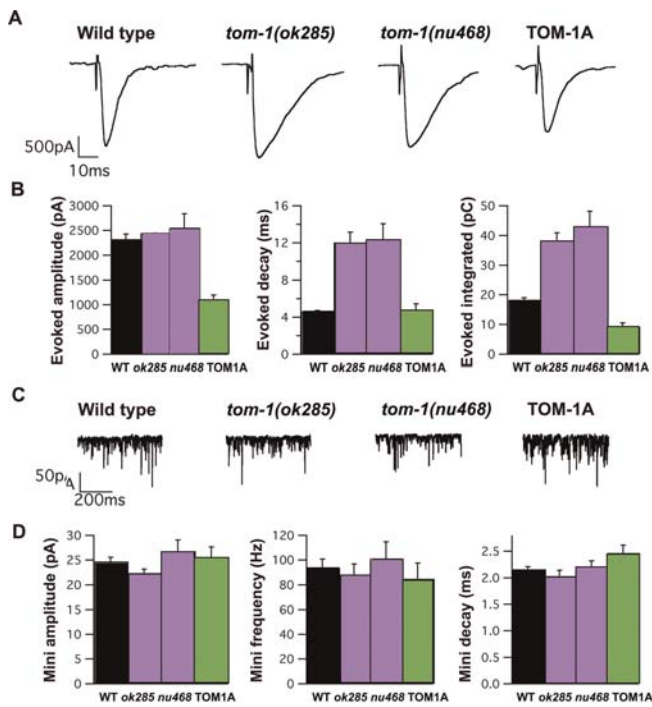 A
Wild type tom-1(ok285) tom-1(nu468) TOM-1A
500pA
10ms
B
Evoked amplitude (pA)
3000
2500
2000
1500
1000
500
0
WT ok285 nu468 TOM1A
Evoked decay (ms)
16
12
8
4
0
WT ok285 nu468 TOM1A
Evoked integrated (pC)
50
40
30
20
10
0
WT ok285 nu468 TOM1A
C
Wild type tom-1(ok285) tom-1(nu468) TOM-1A
50pA
200ms
D
Mini amplitude (pA)
30
25
20
15
10
5
0
WT ok285 nu468 TOM1A
Mini frequency (Hz)
120
100
80
60
40
20
0
WT ok285 nu468 TOM1A
Mini decay (ms)
2.5
2.0
1.5
1.0
0.5
0.0
WT ok285 nu468 TOM1A